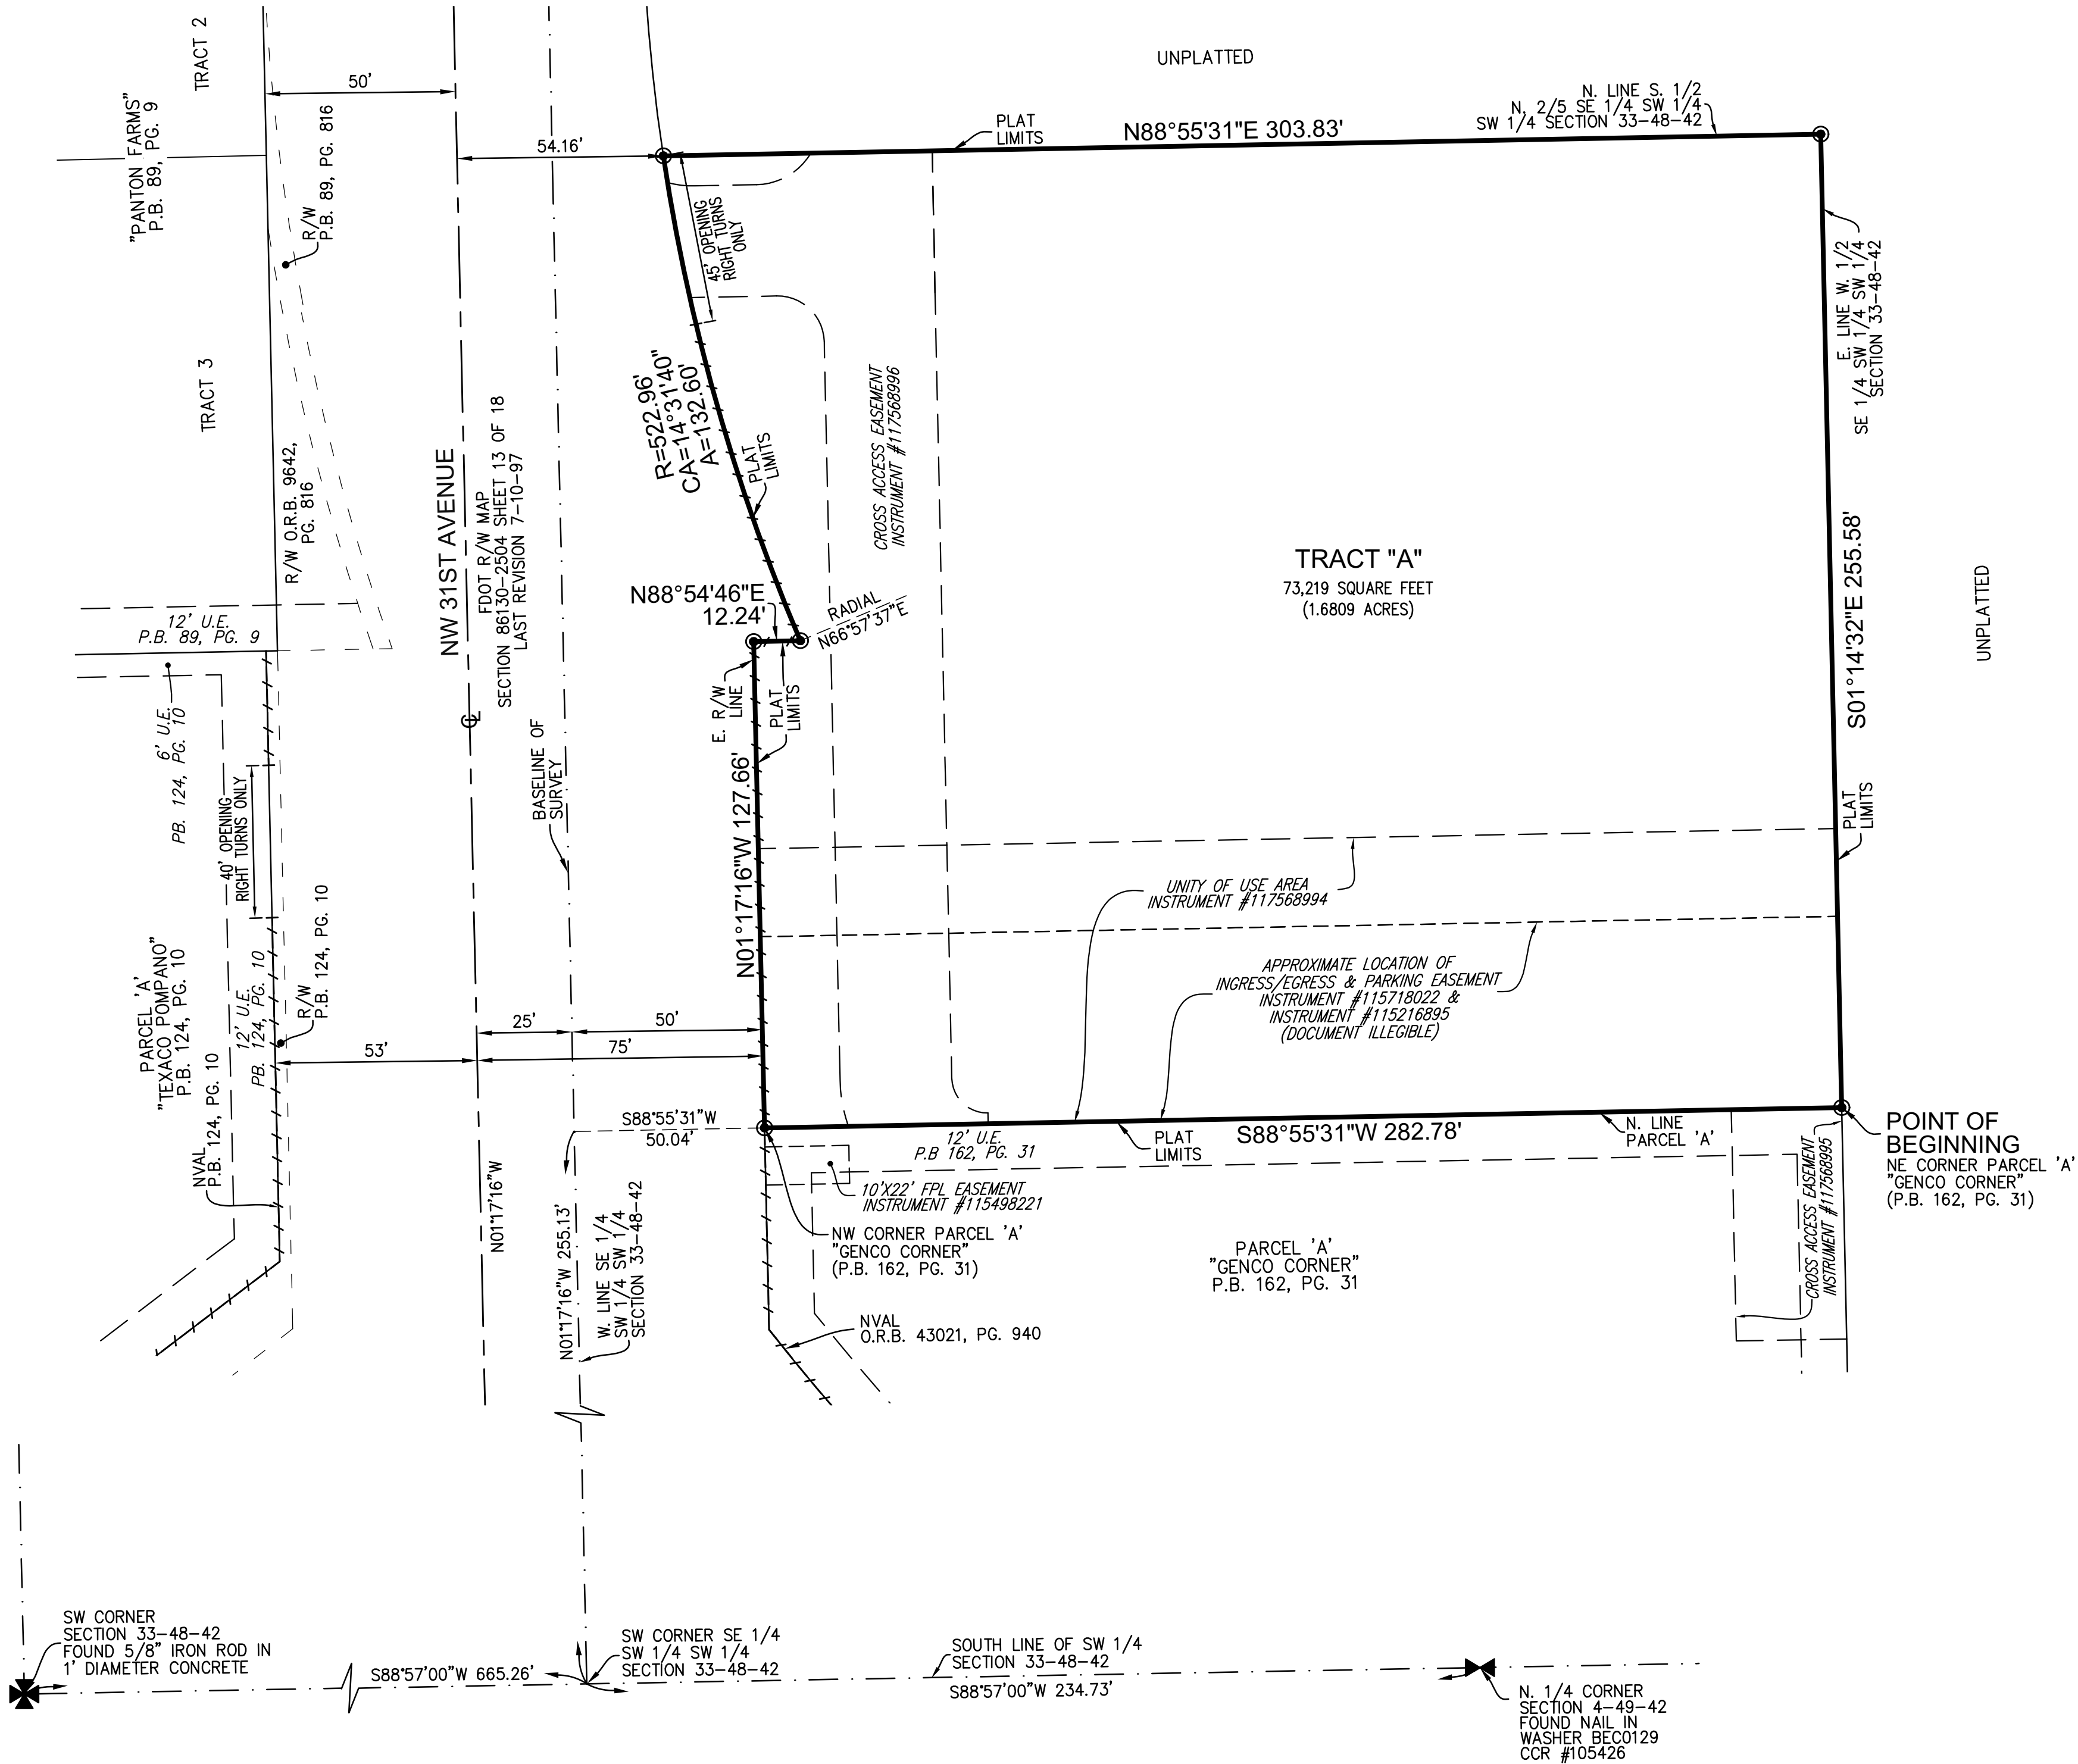 TRACT 2
"PANTON FARMS"
P.B. 89, PG. 9
50'
R/W
P.B. 89, PG. 816
54.16'
UNPLATTED
PLAT
LIMITS
N88°55'31"E 303.83'
N. LINE S. 1/2
N, 2/5 SE 1/4 SW 1/4
SW 1/4 SECTION 33-48-42
45' OPENING
RIGHT TURNS
ONLY
E. LINE W. 1/2
SE 1/4 SW 1/4 SW 1/4
SECTION 33-48-42
TRACT 3
R/W O.R.B. 9642,
PG. 816
NW 31ST AVENUE
FDOT R/W MAP
SECTION 86130-2504 SHEET 13 OF 18
LAST REVISION 7-10-97
R=522.96'
CA=14°31'40"
A=132.60'
PLAT
LIMITS
CROSS ACCESS EASEMENT
INSTRUMENT #117568996
TRACT "A"
73,219 SQUARE FEET
(1.6809 ACRES)
S01°14'32"E 255.58'
UNPLATTED
N88°54'46"E
12.24'
RADIAL
N66°57'37"E
12' U.E.
P.B. 89, PG. 9
6' U.E.
PB. 124, PG. 10
40' OPENING
RIGHT TURNS ONLY
℄
BASELINE OF
SURVEY
E. R/W
LINE
PLAT
LIMITS
N01°17'16"W 127.66'
PLAT
LIMITS
UNITY OF USE AREA
INSTRUMENT #117568994
APPROXIMATE LOCATION OF
INGRESS/EGRESS & PARKING EASEMENT
INSTRUMENT #115718022 &
INSTRUMENT #115216895
(DOCUMENT ILLEGIBLE)
PARCEL 'A'
"TEXACO POMPANO"
P.B. 124, PG. 10
12' U.E.
PB. 124, PG. 10
R/W
P.B. 124, PG. 10
NVAL
P.B. 124, PG. 10
25'
50'
53'
75'
S88°55'31"W
50.04'
N01°17'16"W
N01°17'16"W 255.13'
W. LINE SE 1/4
SW 1/4 SW 1/4
SECTION 33-48-42
12' U.E.
P.B 162, PG. 31
PLAT
LIMITS
S88°55'31"W 282.78'
N. LINE
PARCEL 'A'
POINT OF
BEGINNING
NE CORNER PARCEL 'A'
"GENCO CORNER"
(P.B. 162, PG. 31)
10'X22' FPL EASEMENT
INSTRUMENT #115498221
NW CORNER PARCEL 'A'
"GENCO CORNER"
(P.B. 162, PG. 31)
PARCEL 'A'
"GENCO CORNER"
P.B. 162, PG. 31
CROSS ACCESS EASEMENT
INSTRUMENT #117568995
NVAL
O.R.B. 43021, PG. 940
SW CORNER
SECTION 33-48-42
FOUND 5/8" IRON ROD IN
1' DIAMETER CONCRETE
S88°57'00"W 665.26'
SW CORNER SE 1/4
SW 1/4 SW 1/4
SECTION 33-48-42
SOUTH LINE OF SW 1/4
SECTION 33-48-42
S88°57'00"W 234.73'
N. 1/4 CORNER
SECTION 4-49-42
FOUND NAIL IN
WASHER BEC0129
CCR #105426